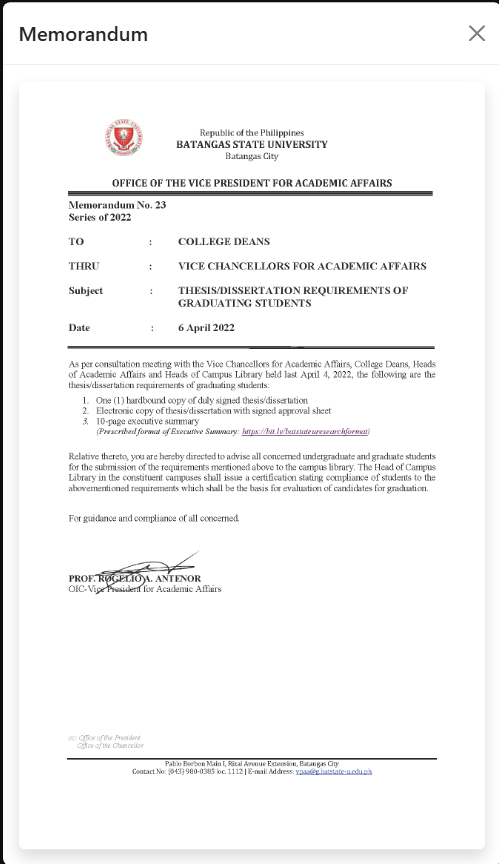 Memorandum
Republic of the Philippines
BATANGAS STATE UNIVERSITY
Batangas City
OFFICE OF THE VICE PRESIDENT FOR ACADEMIC AFFAIRS
Memorandum No. 23
Series of 2022
TO : COLLEGE DEANS
THRU : VICE CHANCELLORS FOR ACADEMIC AFFAIRS
Subject : THESIS/DISSERTATION REQUIREMENTS OF
GRADUATING STUDENTS
Date : 6 April 2022
As per consultation meeting with the Vice Chancellors for Academic Affairs, College Deans, Heads
of Academic Affairs and Heads of Campus Library held last April 4, 2022, the following are the
thesis/dissertation requirements of graduating students:
1. One (1) hardbound copy of duly signed thesis/dissertation
2. Electronic copy of thesis/dissertation with signed approval sheet
3. 10-page executive summary
(Prescribed format of Executive Summary: https://bit.ly/batstateuresearchformat)
Relative thereto, you are hereby directed to advise all concerned undergraduate and graduate students
for the submission of the requirements mentioned above to the campus library. The Head of Campus
Library in the constituent campuses shall issue a certification stating compliance of students to the
abovementioned requirements which shall be the basis for evaluation of candidates for graduation.
For guidance and compliance of all concerned.
PROF. ROGELIO A. ANTENOR
OIC-Vice President for Academic Affairs
cc: Office of the President
Office of the Chancellor
Pablo Borbon Main I, Rizal Avenue Extension, Batangas City
Contact No: (043) 980-0385 loc. 1112 | E-mail Address: vpaa@g.batstate-u.edu.ph